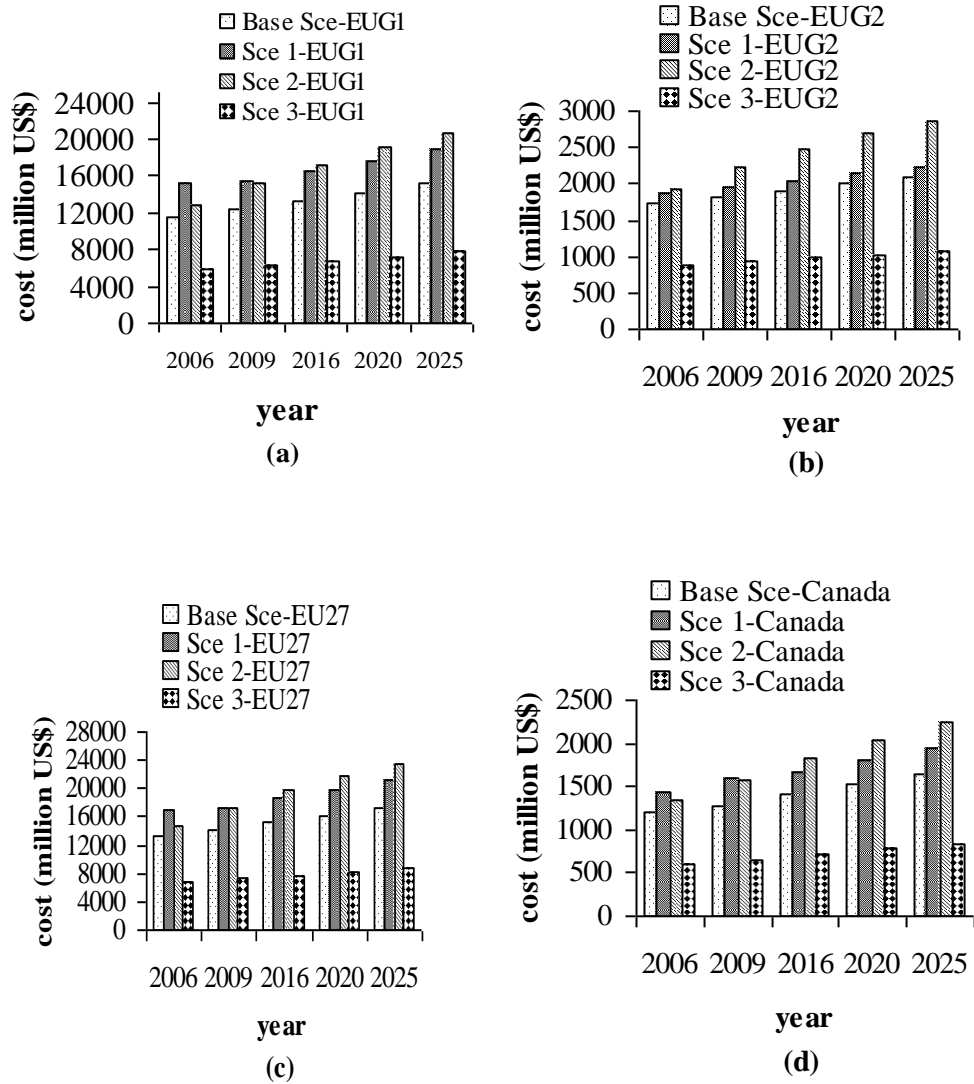 Base Sce-EUG1
Sce 1-EUG1
Sce 2-EUG1
Sce 3-EUG1
24000
20000
16000
12000
8000
4000
0
cost (million US$)
2006 2009 2016 2020 2025
year
(a)
Base Sce-EUG2
Sce 1-EUG2
Sce 2-EUG2
Sce 3-EUG2
3000
2500
2000
1500
1000
500
0
cost (million US$)
2006 2009 2016 2020 2025
year
(b)
Base Sce-EU27
Sce 1-EU27
Sce 2-EU27
Sce 3-EU27
28000
24000
20000
16000
12000
8000
4000
0
cost (million US$)
2006 2009 2016 2020 2025
year
(c)
Base Sce-Canada
Sce 1-Canada
Sce 2-Canada
Sce 3-Canada
2500
2000
1500
1000
500
0
cost (million US$)
2006 2009 2016 2020 2025
year
(d)